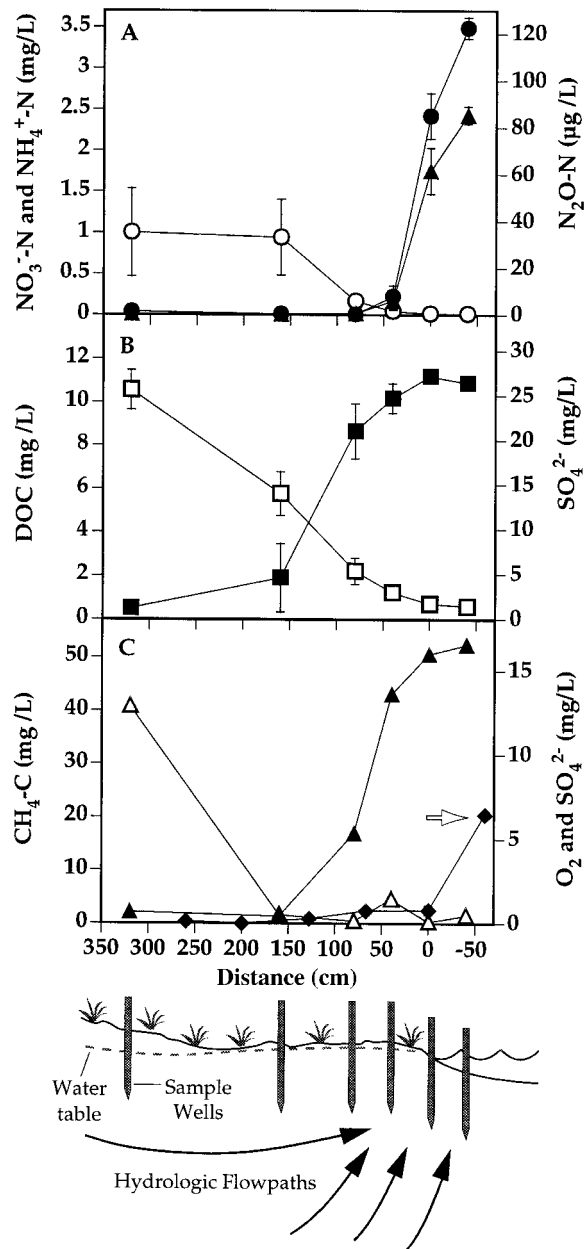 A
NO₃⁻-N and NH₄⁺-N (mg/L)
3.5
3
2.5
2
1.5
1
0.5
0
120
100
80
60
40
20
0
N₂O-N (µg /L)
B
DOC (mg/L)
12
10
8
6
4
2
0
30
25
20
15
10
5
0
SO₄²⁻ (mg/L)
C
CH₄-C (mg/L)
50
40
30
20
10
0
15
10
5
0
O₂ and SO₄²⁻ (mg/L)
350 300 250 200 150 100 50 0 -50
Distance (cm)
Water
table
Sample
Wells
Hydrologic Flowpaths